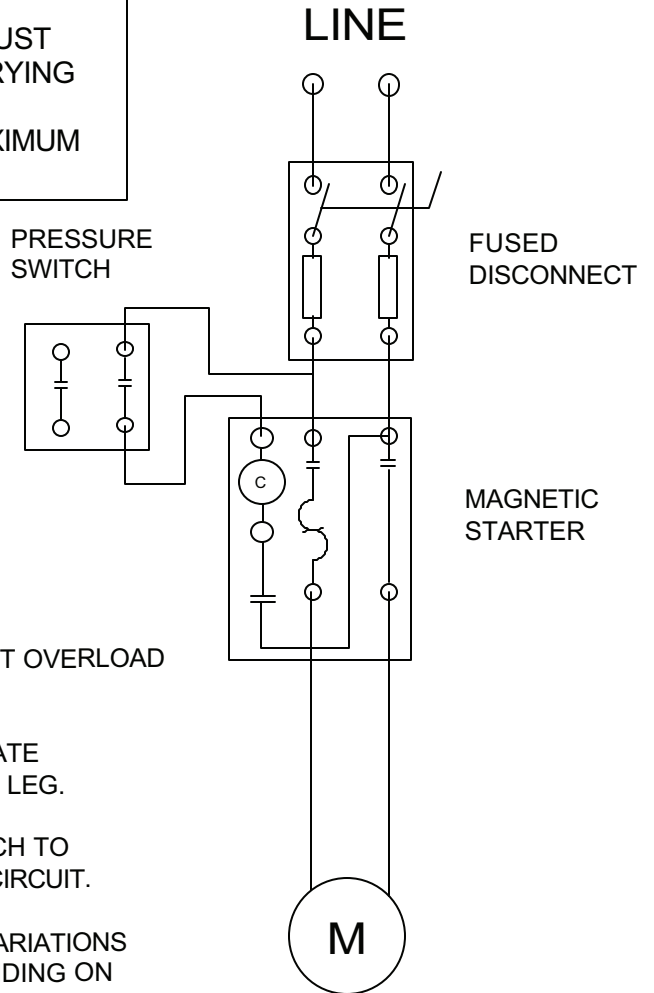 LINE
UST
RYING
XIMUM
PRESSURE
SWITCH
FUSED
DISCONNECT
C
MAGNETIC
STARTER
T OVERLOAD
ATE
LEG.
CH TO
CIRCUIT.
ARIATIONS
DING ON
M